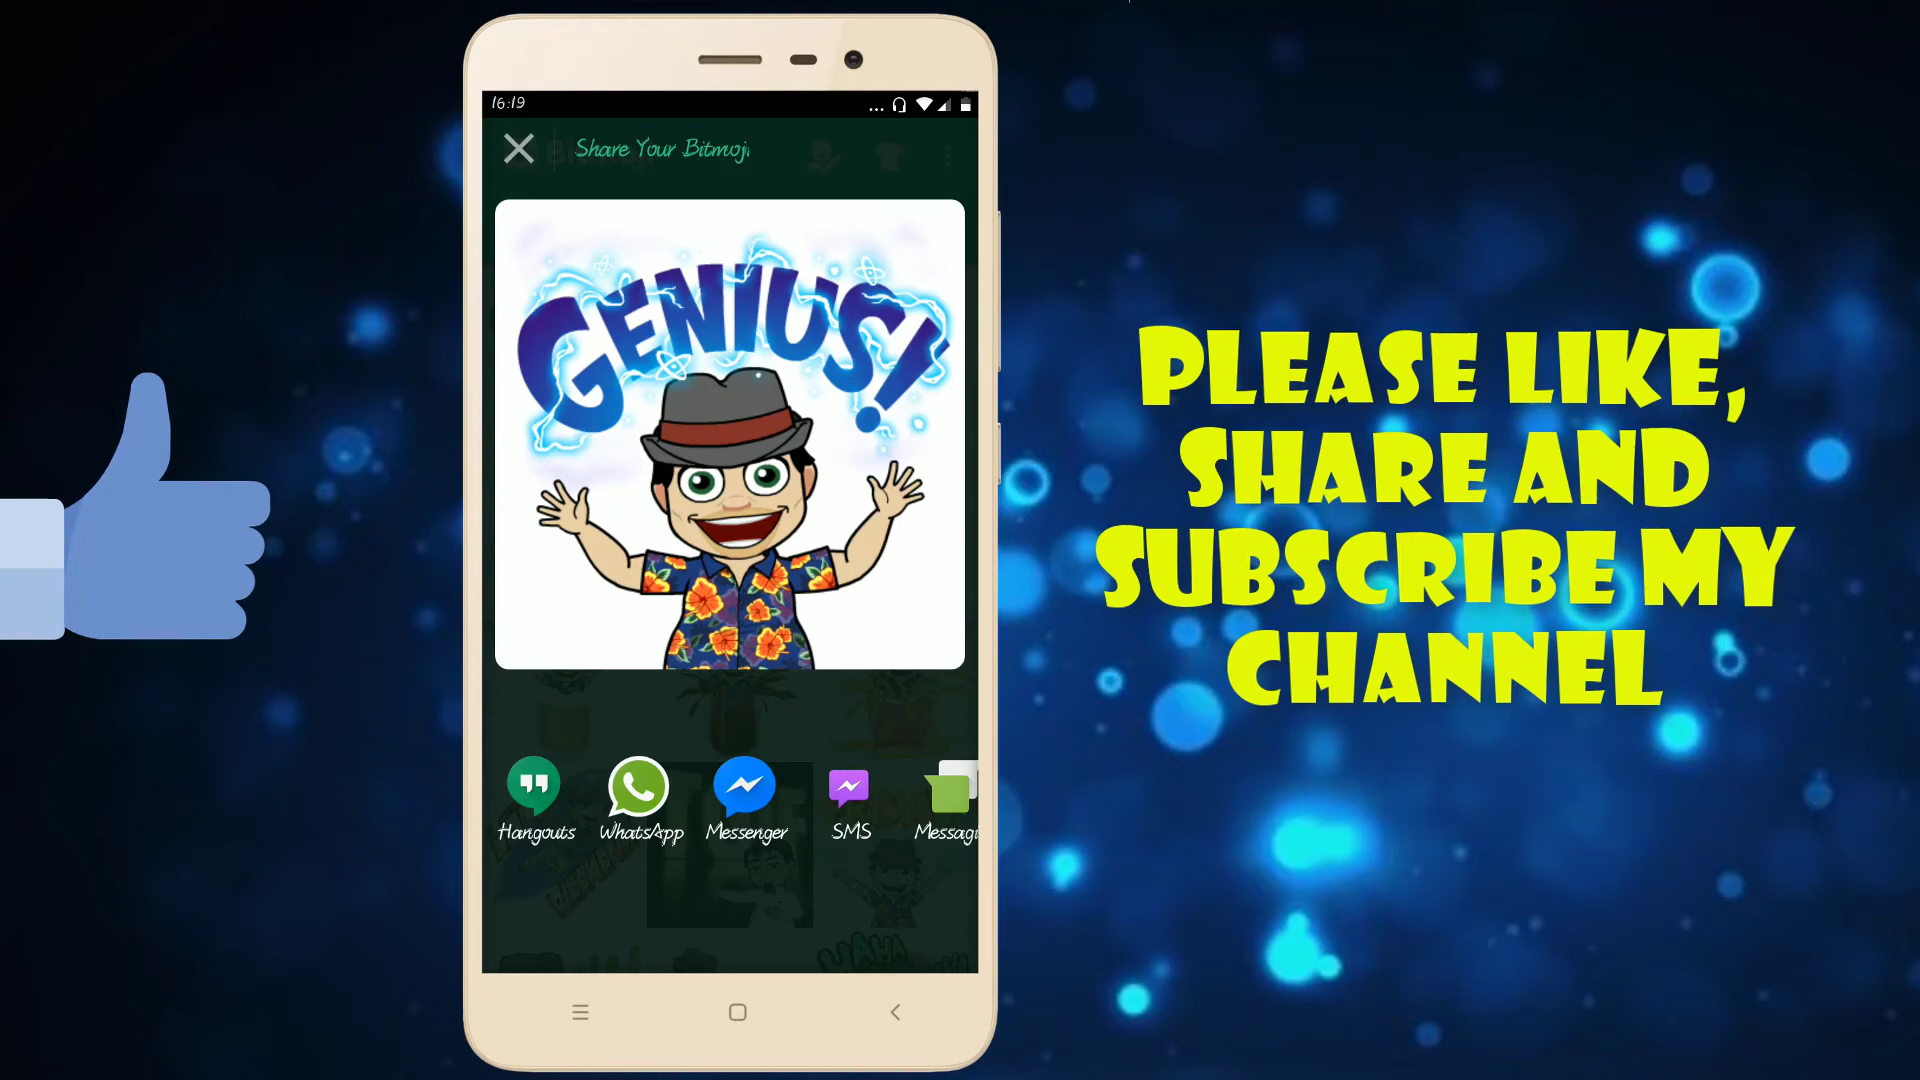 16:19
Share Your Bitmoji
GENIUS!
Hangouts
WhatsApp
Messenger
SMS
PLEASE LIKE,
SHARE AND
SUBSCRIBE MY
CHANNEL